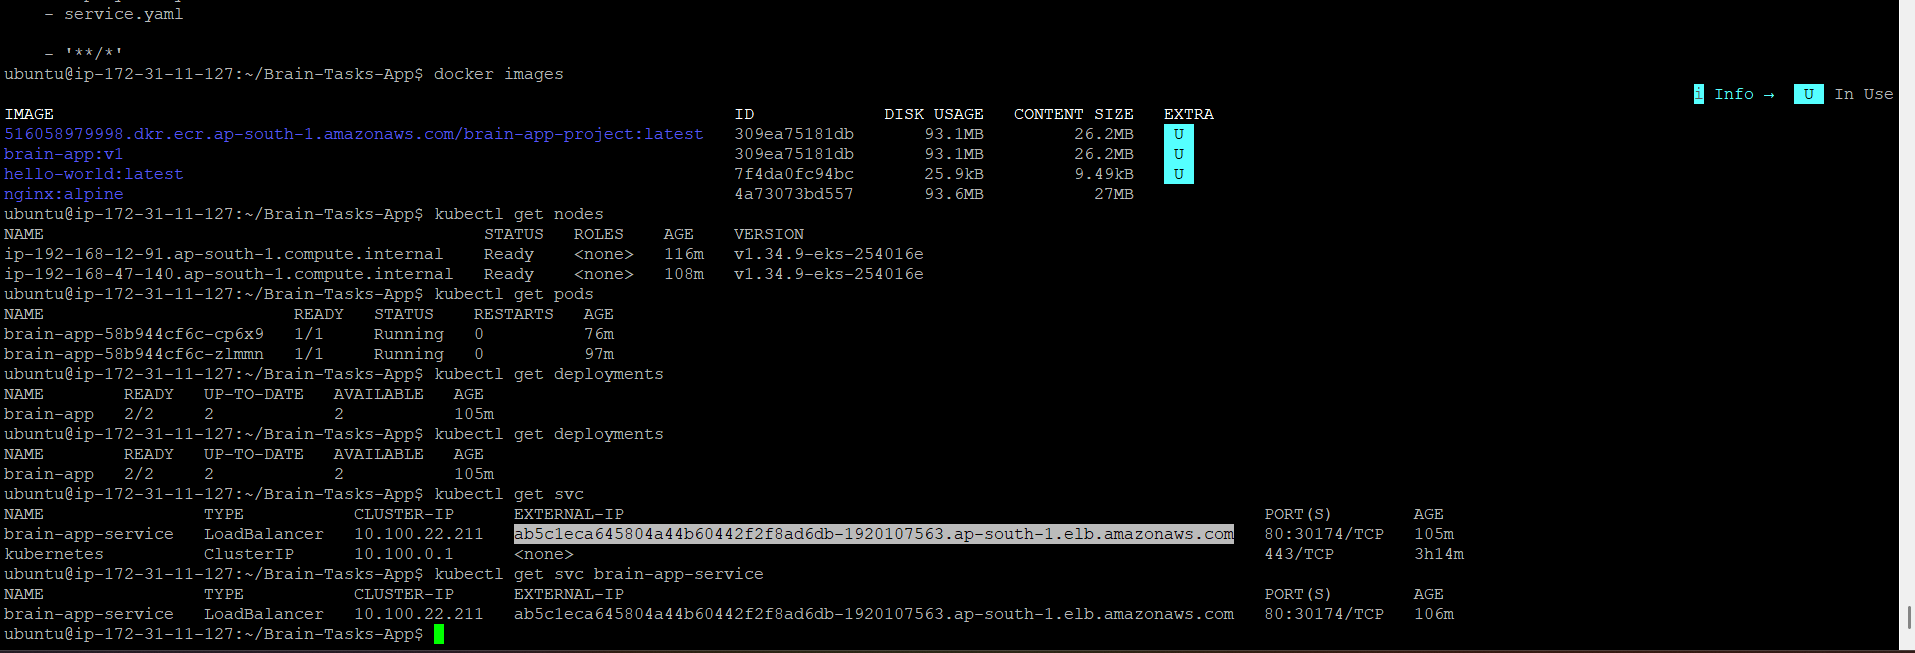 - service.yaml
- '**/*'
ubuntu@ip-172-31-11-127:~/Brain-Tasks-App$ docker images
i Info → U In Use
IMAGE ID DISK USAGE CONTENT SIZE EXTRA
516058979998.dkr.ecr.ap-south-1.amazonaws.com/brain-app-project:latest 309ea75181db 93.1MB 26.2MB U
brain-app:v1 309ea75181db 93.1MB 26.2MB U
hello-world:latest 7f4da0fc94bc 25.9kB 9.49kB U
nginx:alpine 4a73073bd557 93.6MB 27MB
ubuntu@ip-172-31-11-127:~/Brain-Tasks-App$ kubectl get nodes
NAME STATUS ROLES AGE VERSION
ip-192-168-12-91.ap-south-1.compute.internal Ready <none> 116m v1.34.9-eks-254016e
ip-192-168-47-140.ap-south-1.compute.internal Ready <none> 108m v1.34.9-eks-254016e
ubuntu@ip-172-31-11-127:~/Brain-Tasks-App$ kubectl get pods
NAME READY STATUS RESTARTS AGE
brain-app-58b944cf6c-cp6x9 1/1 Running 0 76m
brain-app-58b944cf6c-zlmmn 1/1 Running 0 97m
ubuntu@ip-172-31-11-127:~/Brain-Tasks-App$ kubectl get deployments
NAME READY UP-TO-DATE AVAILABLE AGE
brain-app 2/2 2 2 105m
ubuntu@ip-172-31-11-127:~/Brain-Tasks-App$ kubectl get deployments
NAME READY UP-TO-DATE AVAILABLE AGE
brain-app 2/2 2 2 105m
ubuntu@ip-172-31-11-127:~/Brain-Tasks-App$ kubectl get svc
NAME TYPE CLUSTER-IP EXTERNAL-IP PORT(S) AGE
brain-app-service LoadBalancer 10.100.22.211 ab5c1eca645804a44b60442f2f8ad6db-1920107563.ap-south-1.elb.amazonaws.com 80:30174/TCP 105m
kubernetes ClusterIP 10.100.0.1 <none> 443/TCP 3h14m
ubuntu@ip-172-31-11-127:~/Brain-Tasks-App$ kubectl get svc brain-app-service
NAME TYPE CLUSTER-IP EXTERNAL-IP PORT(S) AGE
brain-app-service LoadBalancer 10.100.22.211 ab5c1eca645804a44b60442f2f8ad6db-1920107563.ap-south-1.elb.amazonaws.com 80:30174/TCP 106m
ubuntu@ip-172-31-11-127:~/Brain-Tasks-App$